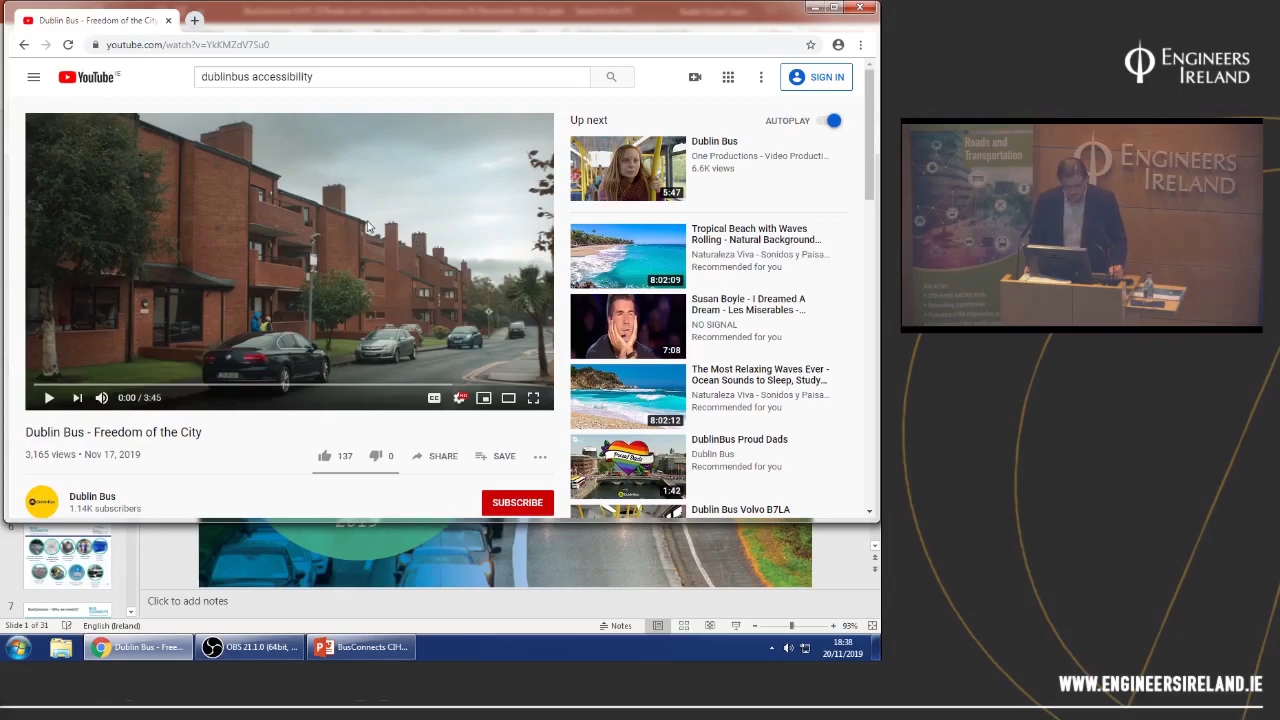 Dublin Bus - Freedom of the City
youtube.com/watch?v=YkKMZdV7Su0
YouTube IE
dublinbus accessibility
SIGN IN
Up next
AUTOPLAY
Dublin Bus
One Productions - Video Producti...
6.6K views
5:47
Tropical Beach with Waves
Rolling - Natural Background...
Naturaleza Viva - Sonidos y Paisa...
Recommended for you
8:02:09
Susan Boyle - I Dreamed A
Dream - Les Miserables -...
NO SIGNAL
Recommended for you
7:08
The Most Relaxing Waves Ever -
Ocean Sounds to Sleep, Study...
Naturaleza Viva - Sonidos y Paisa...
Recommended for you
8:02:12
DublinBus Proud Dads
Dublin Bus
Recommended for you
1:42
Dublin Bus Volvo B7LA
0:00 / 3:45
CC
HD
Dublin Bus - Freedom of the City
3,165 views • Nov 17, 2019
137
0
SHARE
SAVE
Dublin Bus
1.14K subscribers
SUBSCRIBE
2019
6
7
Click to add notes
Slide 1 of 31
English (Ireland)
Notes
93%
Dublin Bus - Free...
OBS 21.1.0 (64bit, ...
BusConnects CIH...
18:38
20/11/2019
ENGINEERS
IRELAND
Roads and
Transportation
ENGINEERS
IRELAND
WWW.ENGINEERSIRELAND.IE